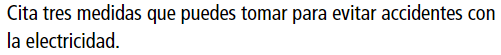 Cita tres medidas que puedes tomar para evitar accidentes con
la electricidad.